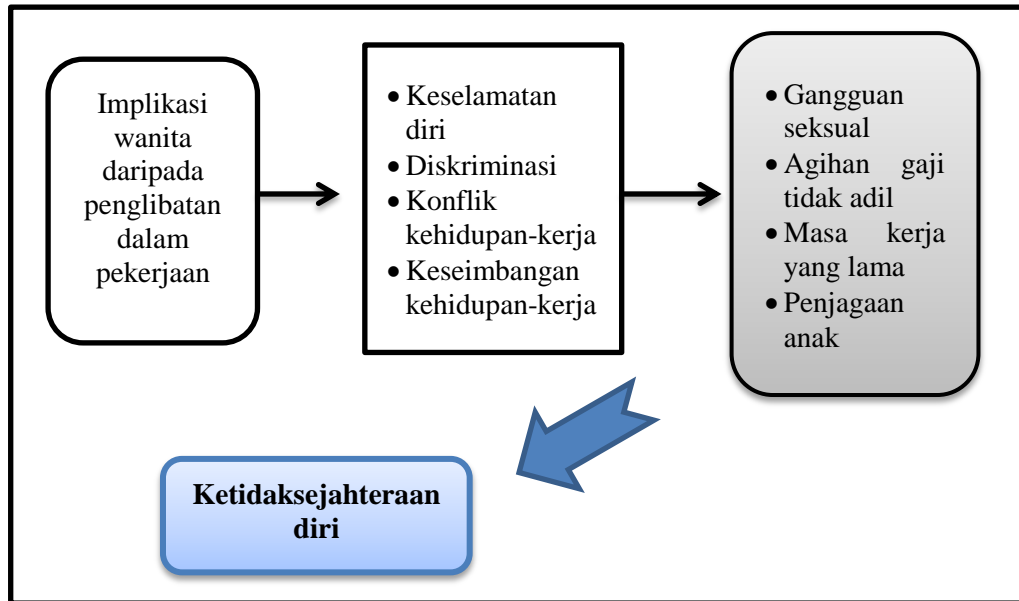 Implikasi
wanita
daripada
penglibatan
dalam
pekerjaan
• Keselamatan
diri
• Diskriminasi
• Konflik
kehidupan-kerja
• Keseimbangan
kehidupan-kerja
• Gangguan
seksual
• Agihan gaji
tidak adil
• Masa kerja
yang lama
• Penjagaan
anak
Ketidaksejahteraan
diri